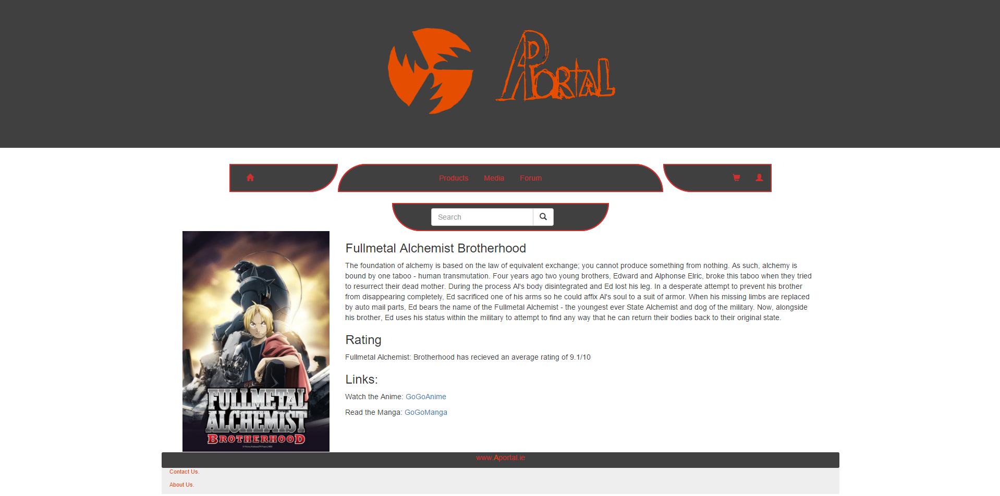 APortal
Products Media Forum
Search
Fullmetal Alchemist Brotherhood
The foundation of alchemy is based on the law of equivalent exchange; you cannot produce something from nothing. As such, alchemy is
bound by one taboo - human transmutation. Four years ago two young brothers, Edward and Alphonse Elric, broke this taboo when they tried
to resurrect their dead mother. During the process Al's body disintegrated and Ed lost his leg. In a desperate attempt to prevent his brother
from disappearing completely, Ed sacrificed one of his arms so he could affix Al's soul to a suit of armor. When his missing limbs are replaced
by auto mail parts, Ed bears the name of the Fullmetal Alchemist - the youngest ever State Alchemist and dog of the military. Now, alongside
his brother, Ed uses his status within the military to attempt to find any way that he can return their bodies back to their original state.
Rating
Fullmetal Alchemist: Brotherhood has recieved an average rating of 9.1/10
Links:
Watch the Anime: GoGoAnime
Read the Manga: GoGoManga
FULLMETAL
ALCHEMIST
BROTHERHOOD
www.Aportal.ie
Contact Us.
About Us.